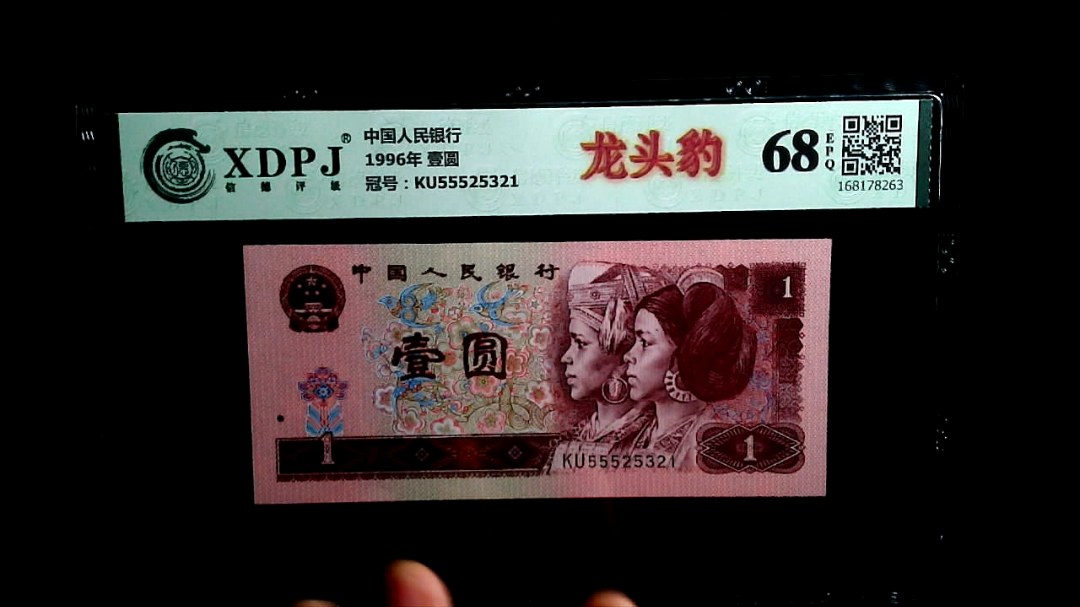 XDPJ®
信德评级
中国人民银行
1996年 壹圆
冠号：KU55525321
龙头豹
68 EPQ
168178263
中国人民银行
1
壹圆
1
KU55525321
1